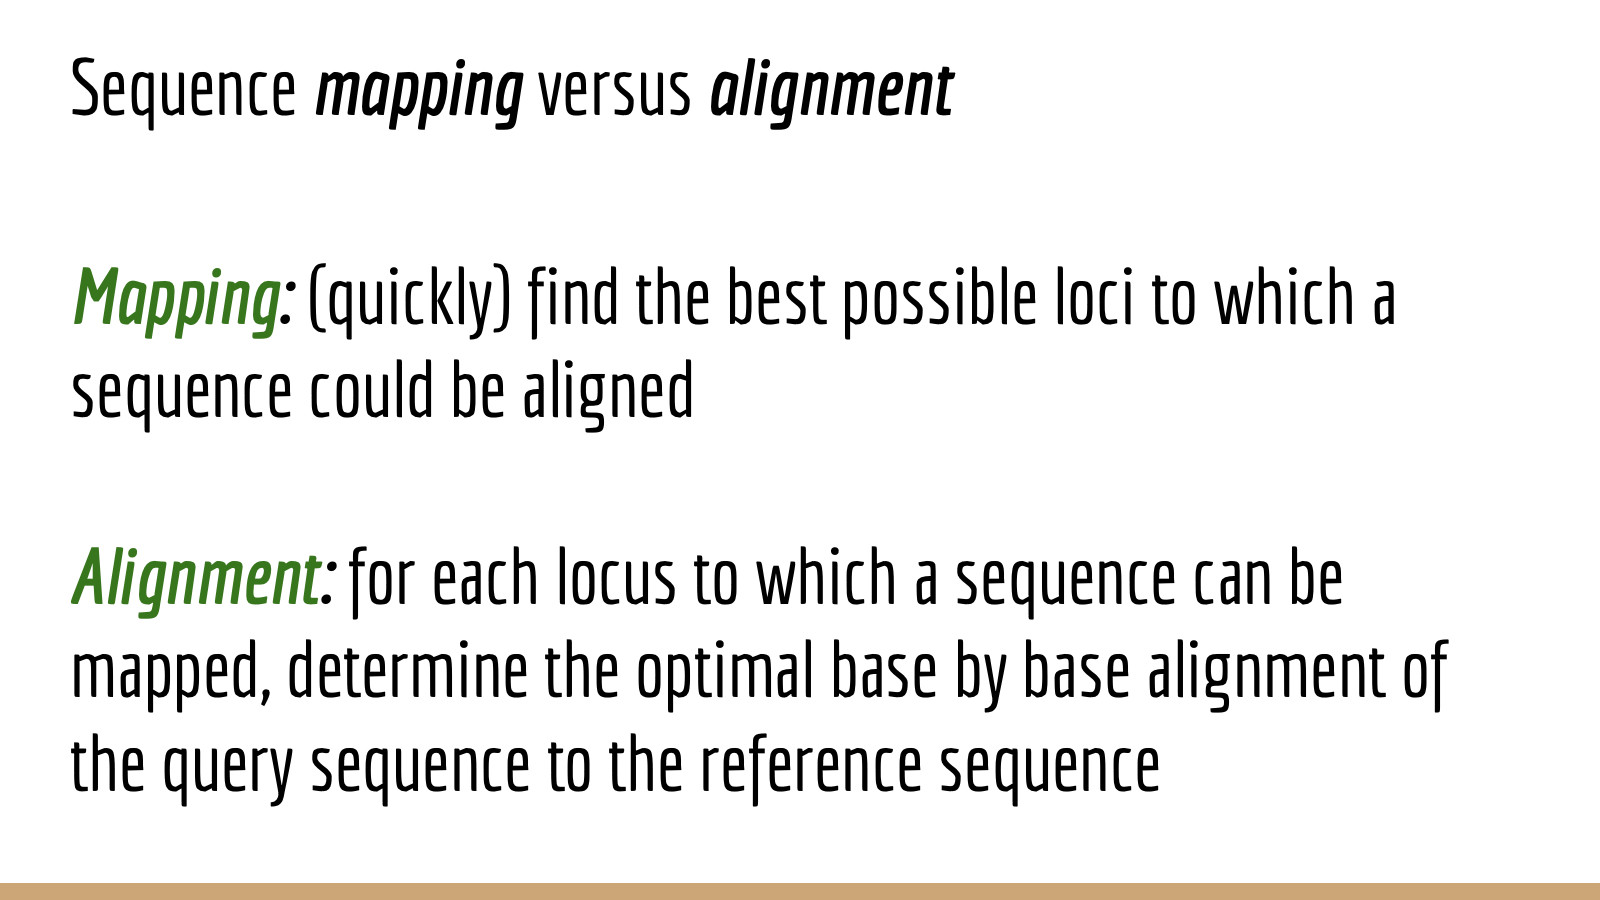 Sequence mapping versus alignment
Mapping: (quickly) find the best possible loci to which a
sequence could be aligned
Alignment: for each locus to which a sequence can be
mapped, determine the optimal base by base alignment of
the query sequence to the reference sequence